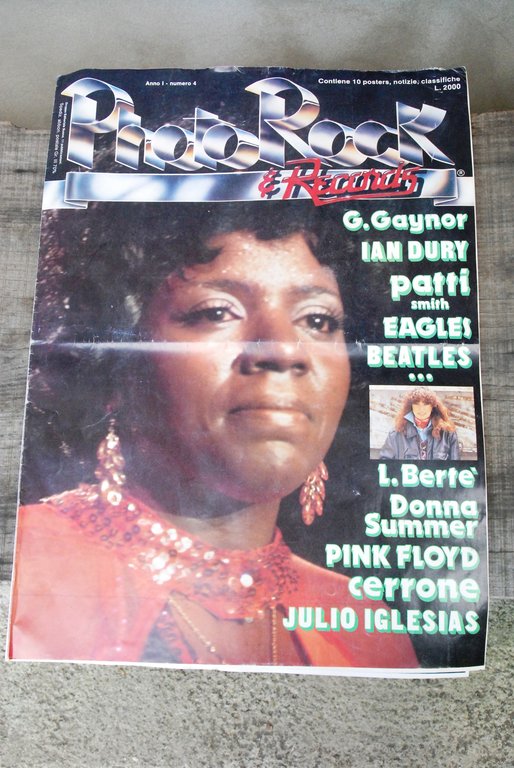 Anno I - numero 4
Contiene 10 posters, notizie, classifiche
L. 2000
PhotoRock
& Records
®
G. Gaynor
IAN DURY
patti
smith
EAGLES
BEATLES
...
L. Berte`
Donna
Summer
PINK FLOYD
cerrone
JULIO IGLESIAS